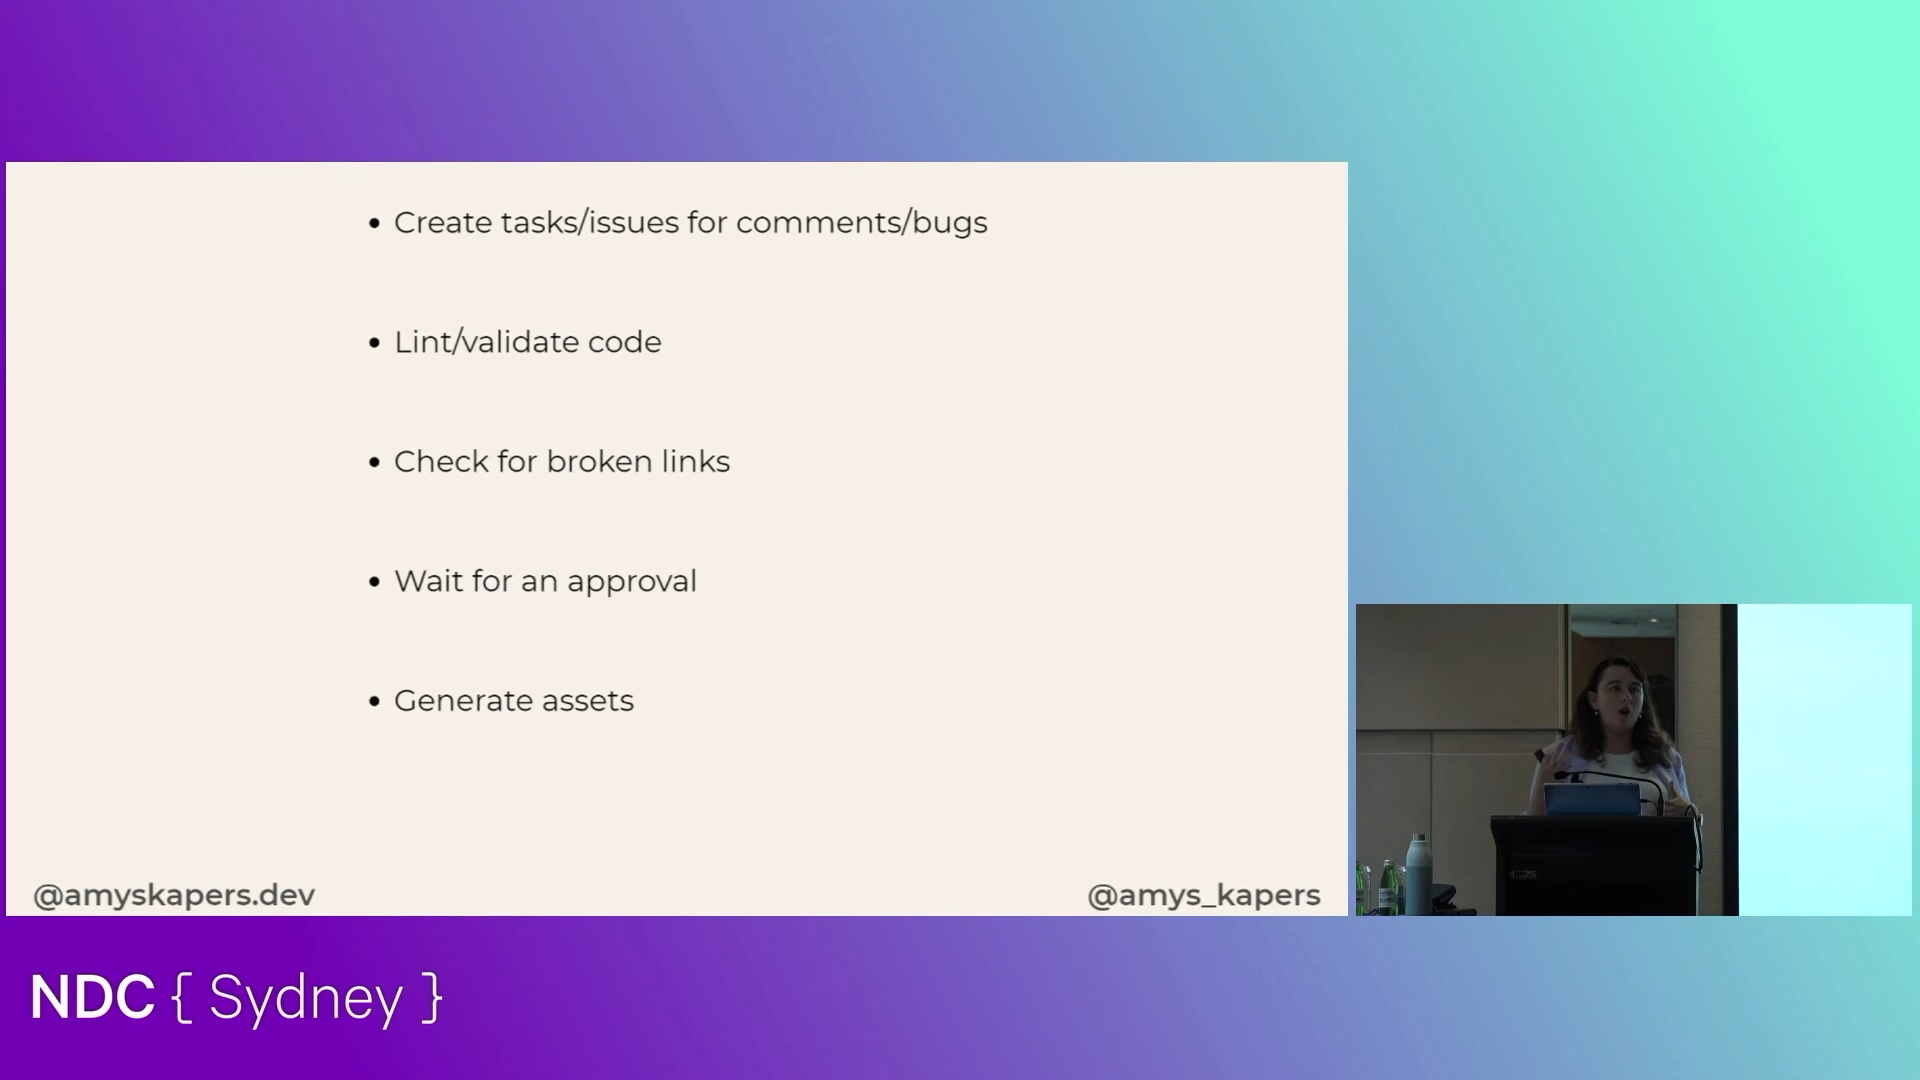 • Create tasks/issues for comments/bugs
• Lint/validate code
• Check for broken links
• Wait for an approval
• Generate assets
@amyskapers.dev
@amys_kapers
NDC { Sydney }